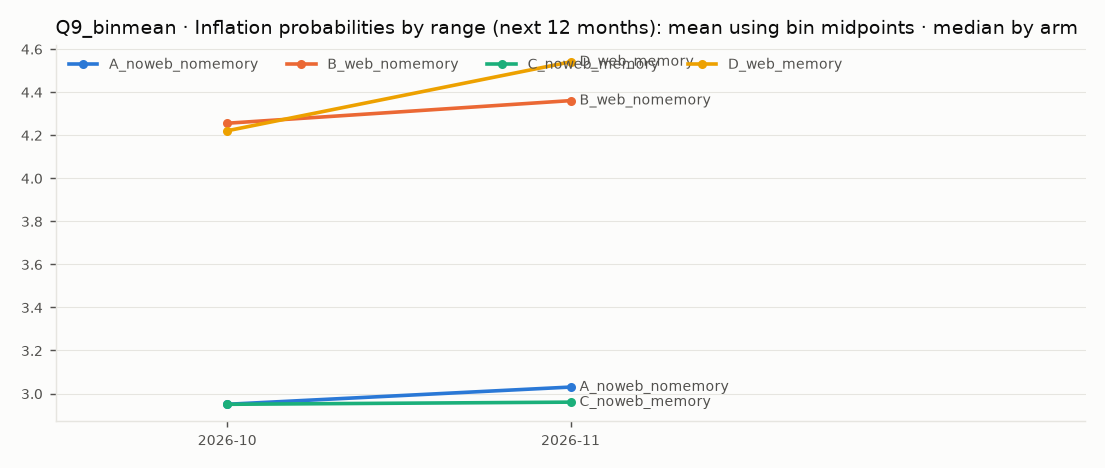 Q9_binmean · Inflation probabilities by range (next 12 months): mean using bin midpoints · median by arm
4.6
A_noweb_nomemory
B_web_nomemory
C_noweb_memory
D_web_memory
D_web_memory
4.4
B_web_nomemory
4.2
4.0
3.8
3.6
3.4
3.2
3.0
A_noweb_nomemory
C_noweb_memory
2026-10
2026-11